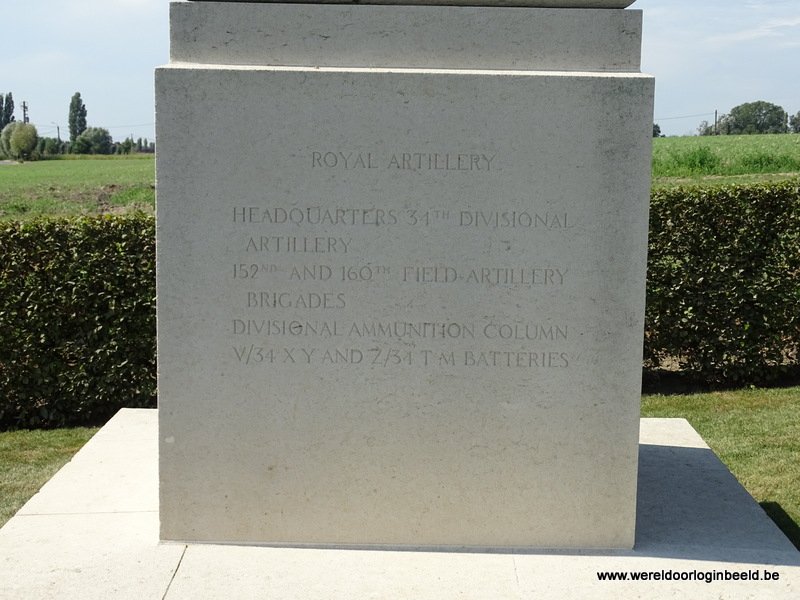 ROYAL ARTILLERY
HEADQUARTERS 34TH DIVISIONAL
ARTILLERY
152ND AND 160TH FIELD ARTILLERY
BRIGADES
DIVISIONAL AMMUNITION COLUMN
V/34 X Y AND Z/34 T·M BATTERIES
www.wereldoorloginbeeld.be